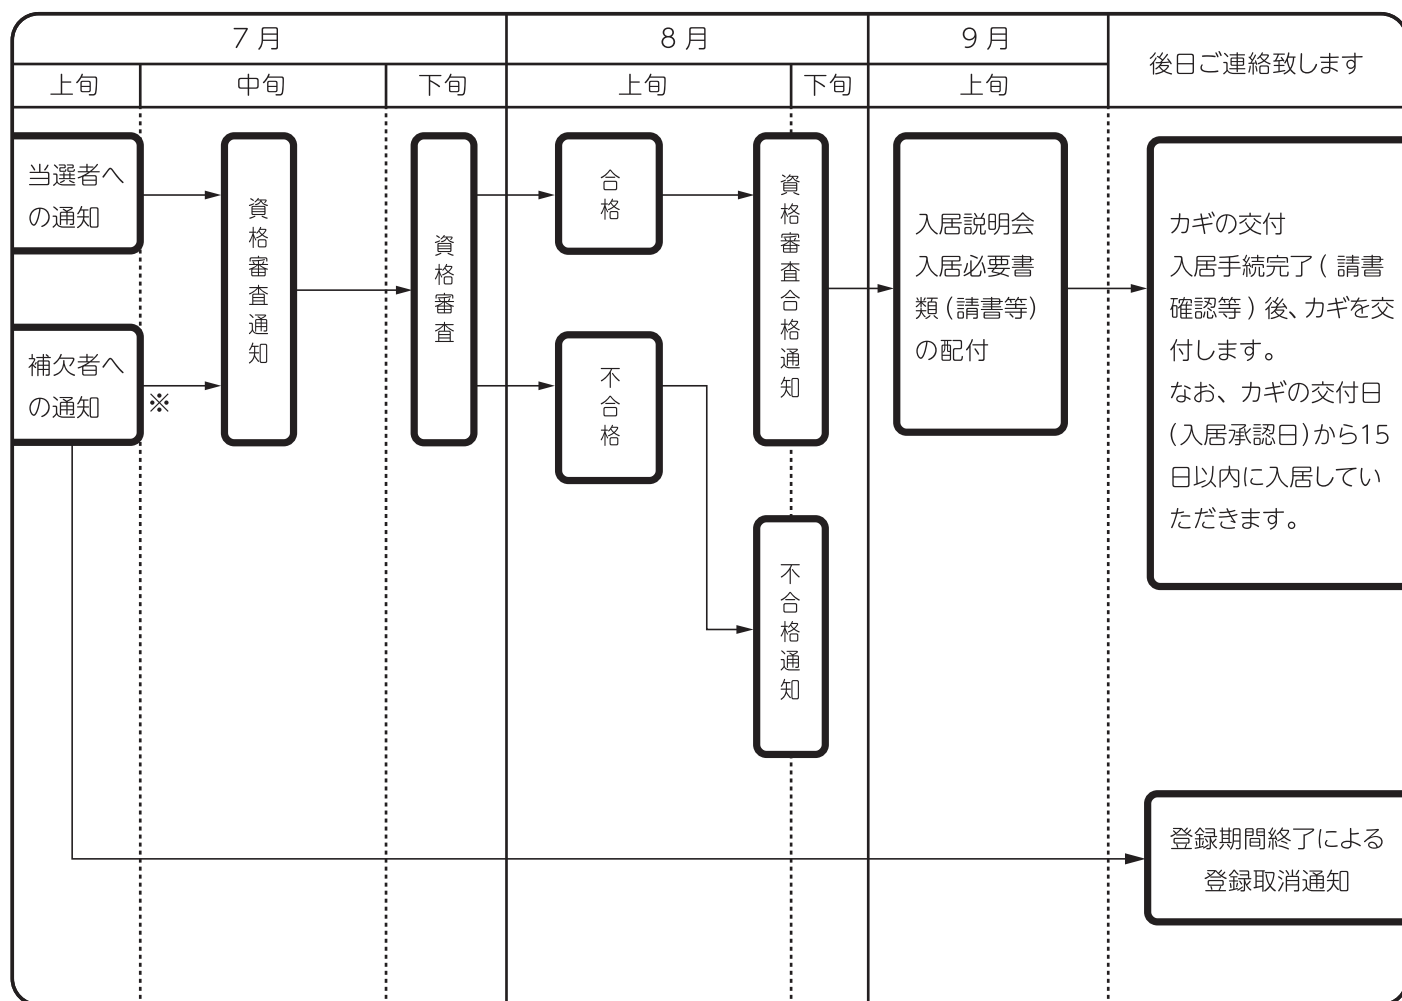 7月
8月
9月
後日ご連絡致します
上旬
中旬
下旬
上旬
下旬
上旬
当選者へ
の通知
補欠者へ
の通知
※
資格審査通知
資格審査
合格
不合格
資格審査合格通知
不合格通知
入居説明会
入居必要書
類(請書等)
の配付
カギの交付
入居手続完了(請書
確認等)後、カギを交
付します。
なお、カギの交付日
(入居承認日)から15
日以内に入居してい
ただきます。
登録期間終了による
登録取消通知